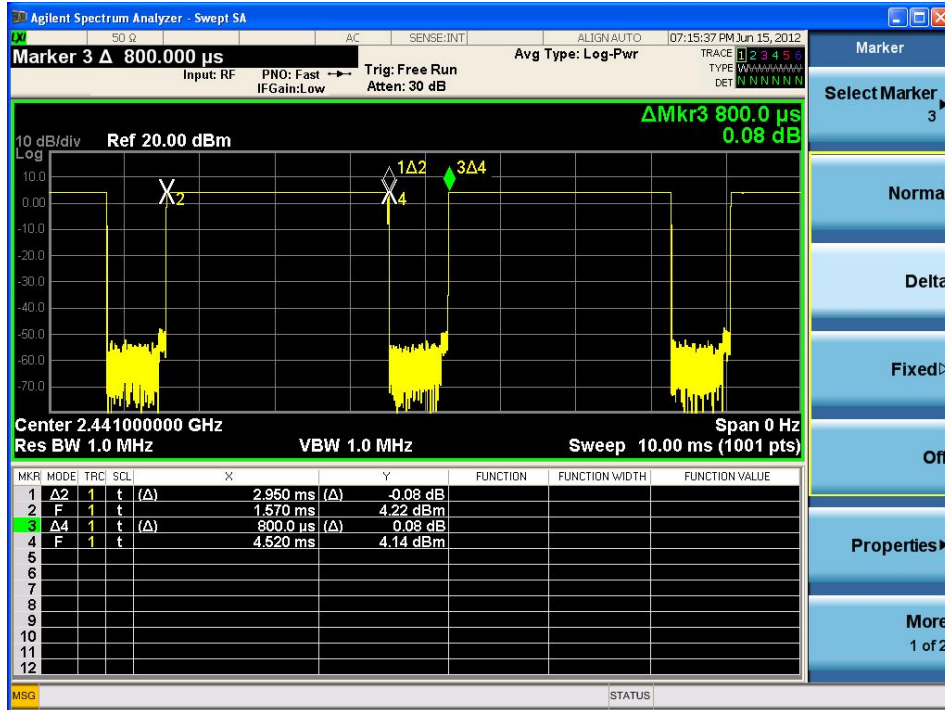 Agilent Spectrum Analyzer - Swept SA
LXI 50 Ω AC SENSE:INT ALIGN AUTO 07:15:37 PM Jun 15, 2012
Marker 3 Δ 800.000 µs
Input: RF PNO: Fast IFGain:Low
Trig: Free Run
Atten: 30 dB
Avg Type: Log-Pwr
TRACE 1 2 3 4 5 6
TYPE W
DET N N N N N N
ΔMkr3 800.0 µs
0.08 dB
10 dB/div Ref 20.00 dBm
Log
10.0
0.00
-10.0
-20.0
-30.0
-40.0
-50.0
-60.0
-70.0
2
1Δ2
4
3Δ4
Center 2.441000000 GHz Span 0 Hz
Res BW 1.0 MHz VBW 1.0 MHz Sweep 10.00 ms (1001 pts)
MKR MODE TRC SCL X Y FUNCTION FUNCTION WIDTH FUNCTION VALUE
1 Δ2 1 t (Δ) 2.950 ms (Δ) -0.08 dB
2 F 1 t 1.570 ms 4.22 dBm
3 Δ4 1 t (Δ) 800.0 µs (Δ) 0.08 dB
4 F 1 t 4.520 ms 4.14 dBm
5
6
7
8
9
10
11
12
MSG STATUS
Marker
Select Marker
3
Norma
Delta
Fixed
Off
Properties
More
1 of 2